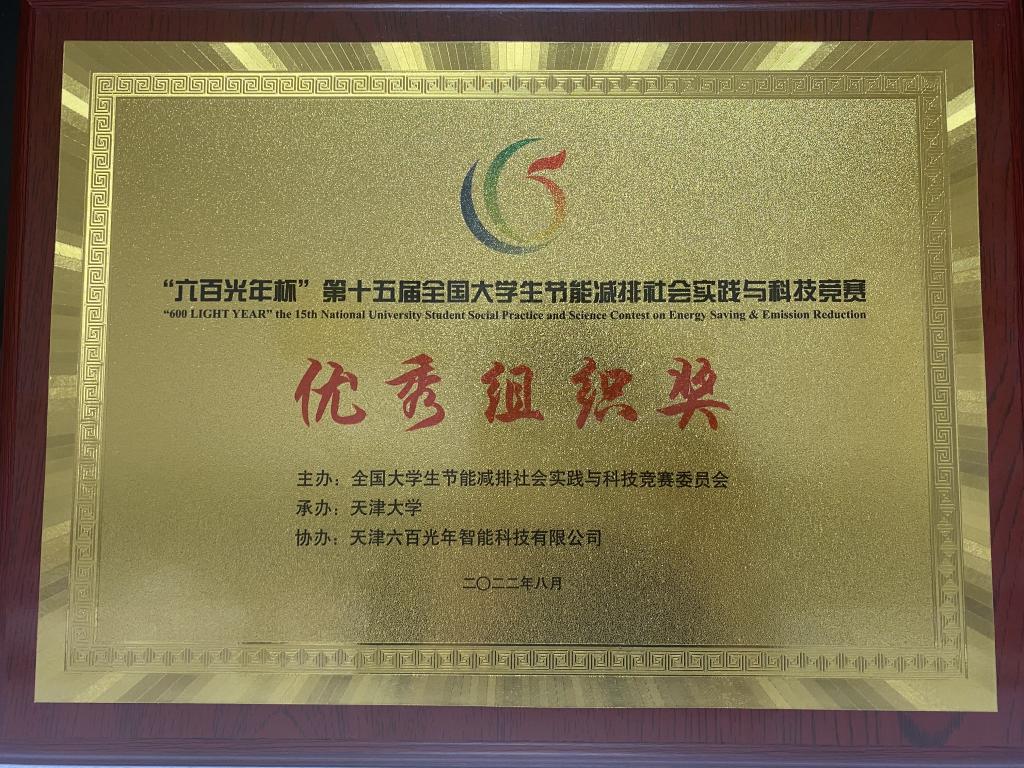 “六百光年杯”第十五届全国大学生节能减排社会实践与科技竞赛
“600 LIGHT YEAR” the 15th National University Student Social Practice and Science Contest on Energy Saving & Emission Reduction
优秀组织奖
主办：全国大学生节能减排社会实践与科技竞赛委员会
承办：天津大学
协办：天津六百光年智能科技有限公司
二〇二二年八月